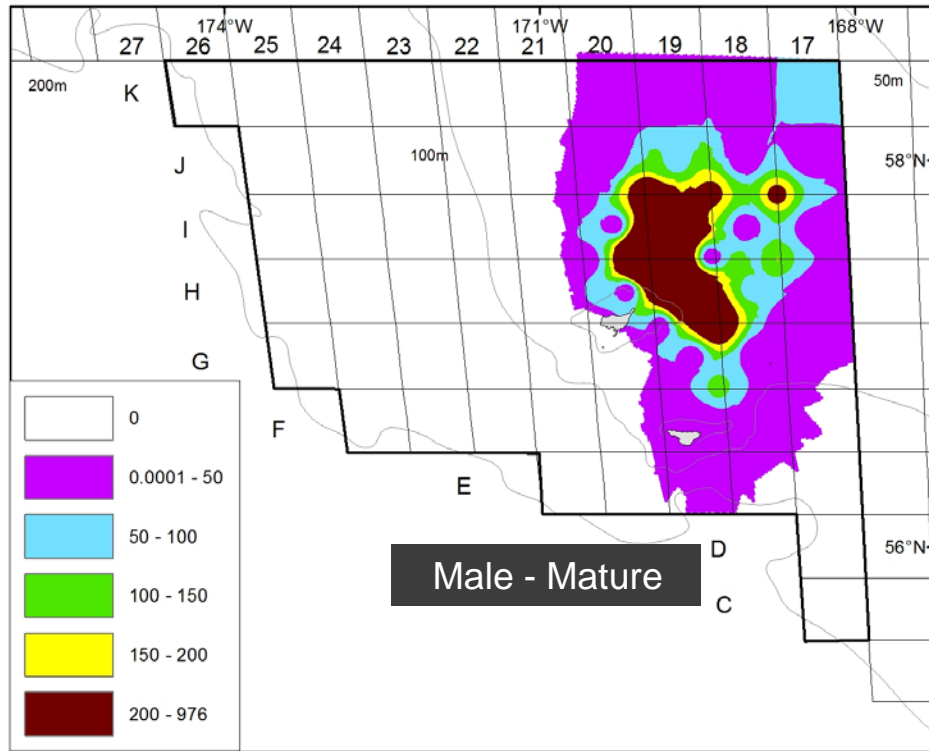 174°W 171°W 168°W
27 26 25 24 23 22 21 20 19 18 17
200m 50m
K
100m 58°N
J
I
H
G
F
E
D 56°N
C
Male - Mature
0
0.0001 - 50
50 - 100
100 - 150
150 - 200
200 - 976